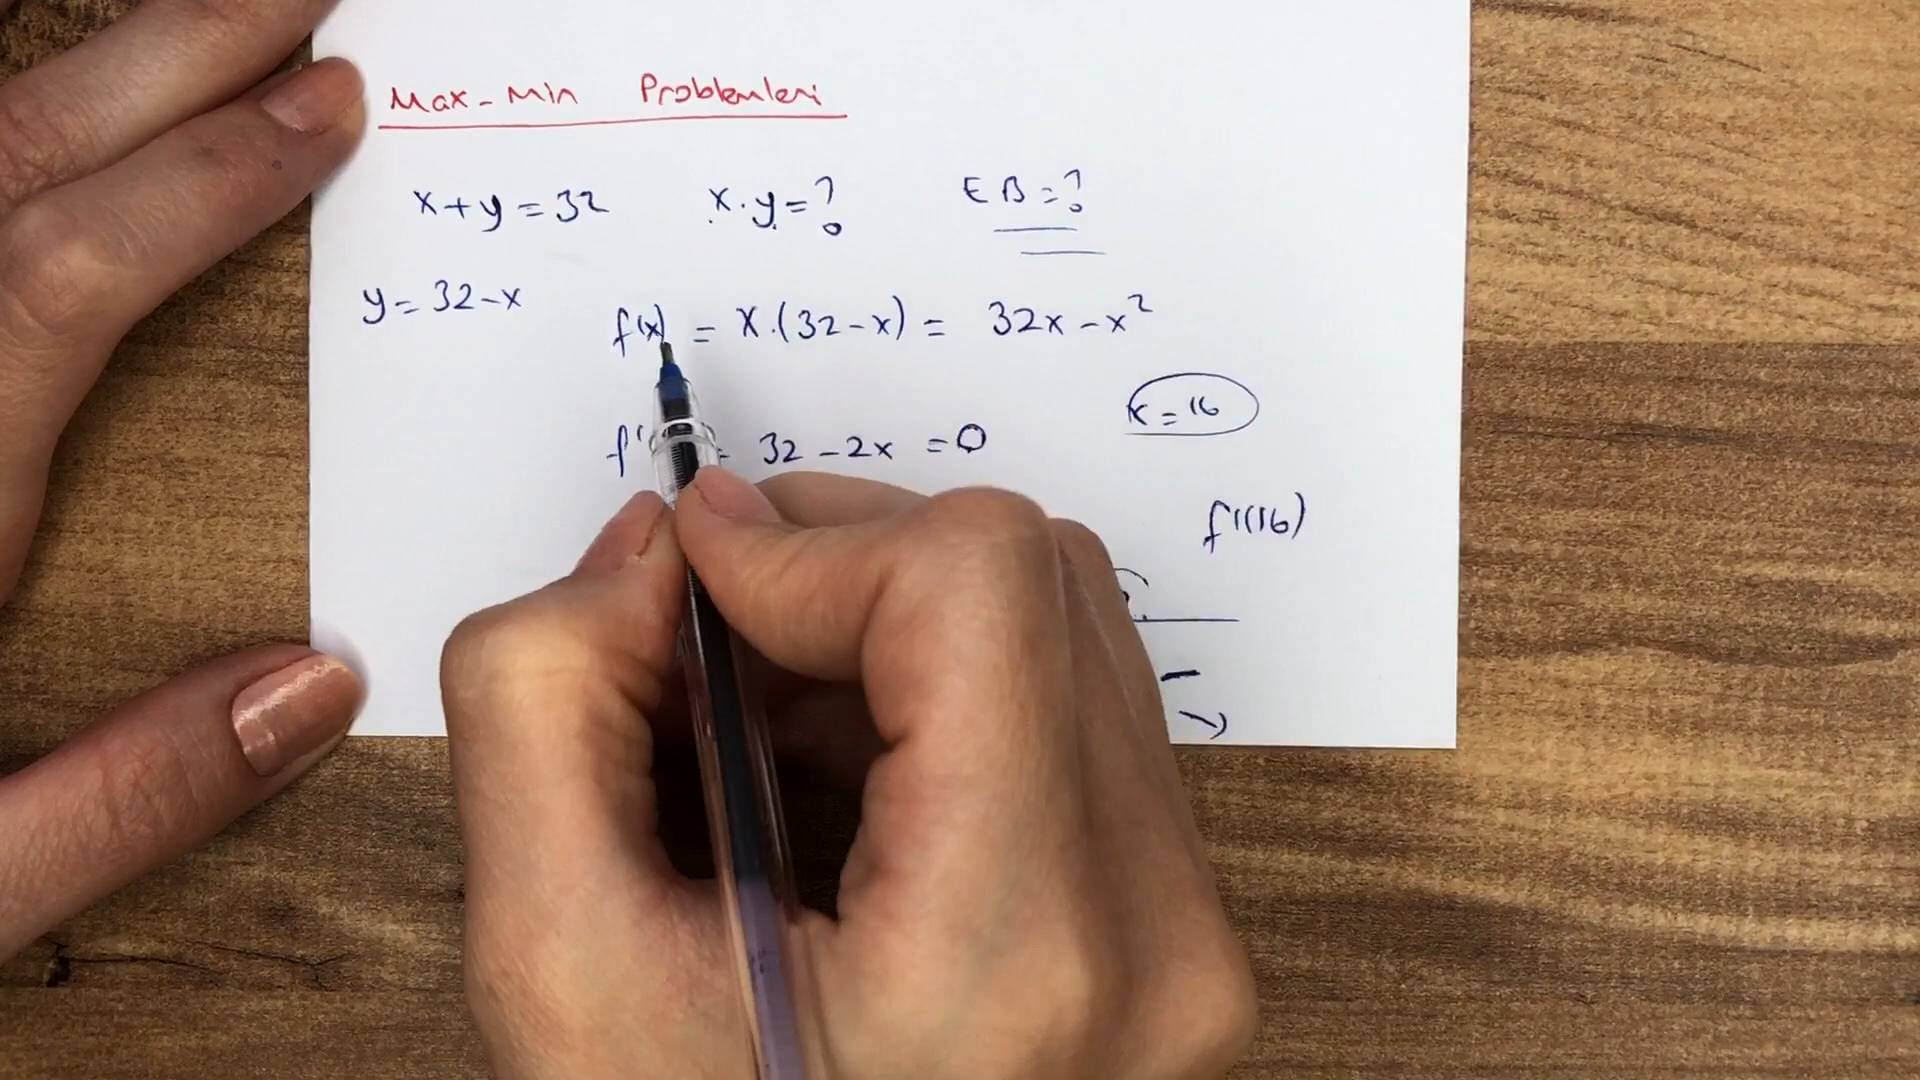 Max-Min Problemleri
x+y=32 x.y=? EB=?
y=32-x
f(x) = x.(32-x) = 32x-x²
x=16
f' = 32-2x =0
f'(16)
-